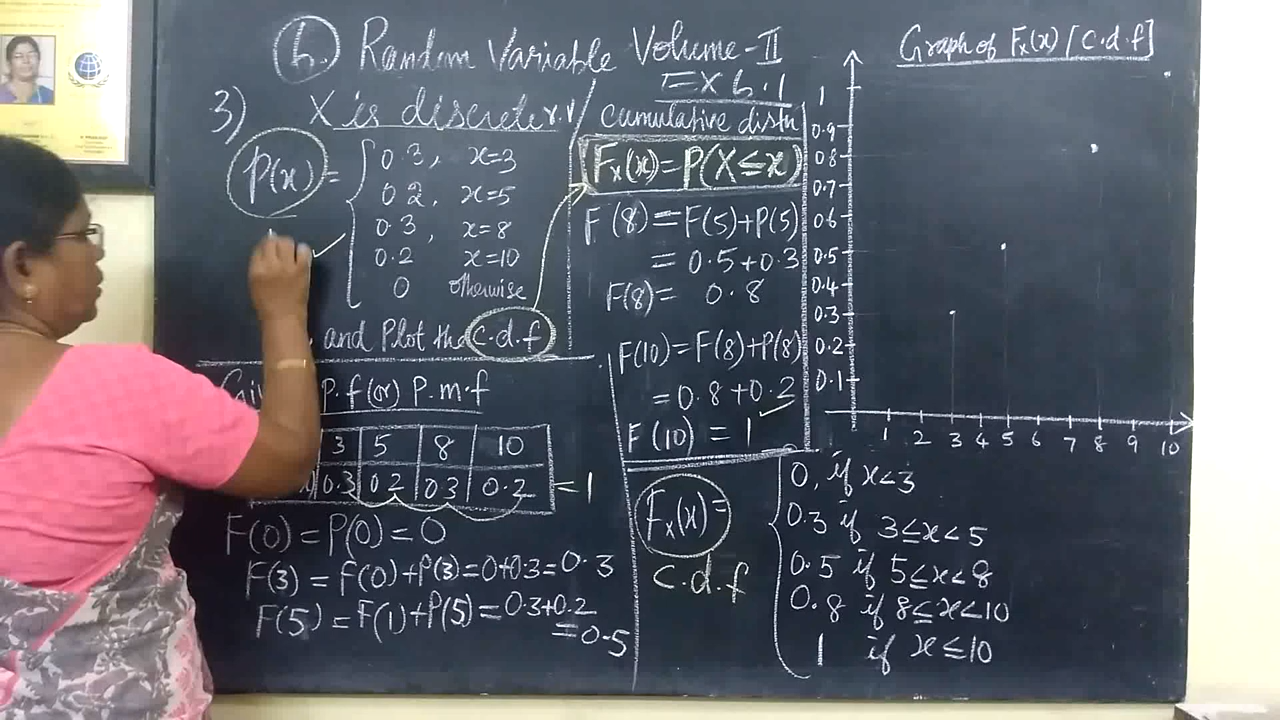 6.) Random Variable Volume-II
EX 6.1
3) X is discrete r.v
P(x) = 0.3, x=3
0.2, x=5
0.3, x=8
0.2 x=10
0 otherwise
, and Plot the c.d.f
P.f (or) P.m.f
3 5 8 10
0.3 0.2 0.3 0.2 = 1
F(0) = P(0) = 0
F(3) = F(0)+P(3)=0+0.3=0.3
F(5) = F(1)+P(5) = 0.3+0.2
= 0.5
cumulative distn
Fx(x)=P(X≤x)
F(8)=F(5)+P(5)
= 0.5+0.3
F(8)= 0.8
F(10)=F(8)+P(8)
= 0.8+0.2
F(10) = 1
Graph of Fx(x) [c.d.f]
1
0.9
0.8
0.7
0.6
0.5
0.4
0.3
0.2
0.1
1 2 3 4 5 6 7 8 9 10
Fx(x)=
c.d.f
0, if x<3
0.3 if 3≤x<5
0.5 if 5≤x<8
0.8 if 8≤x<10
1 if x≤10